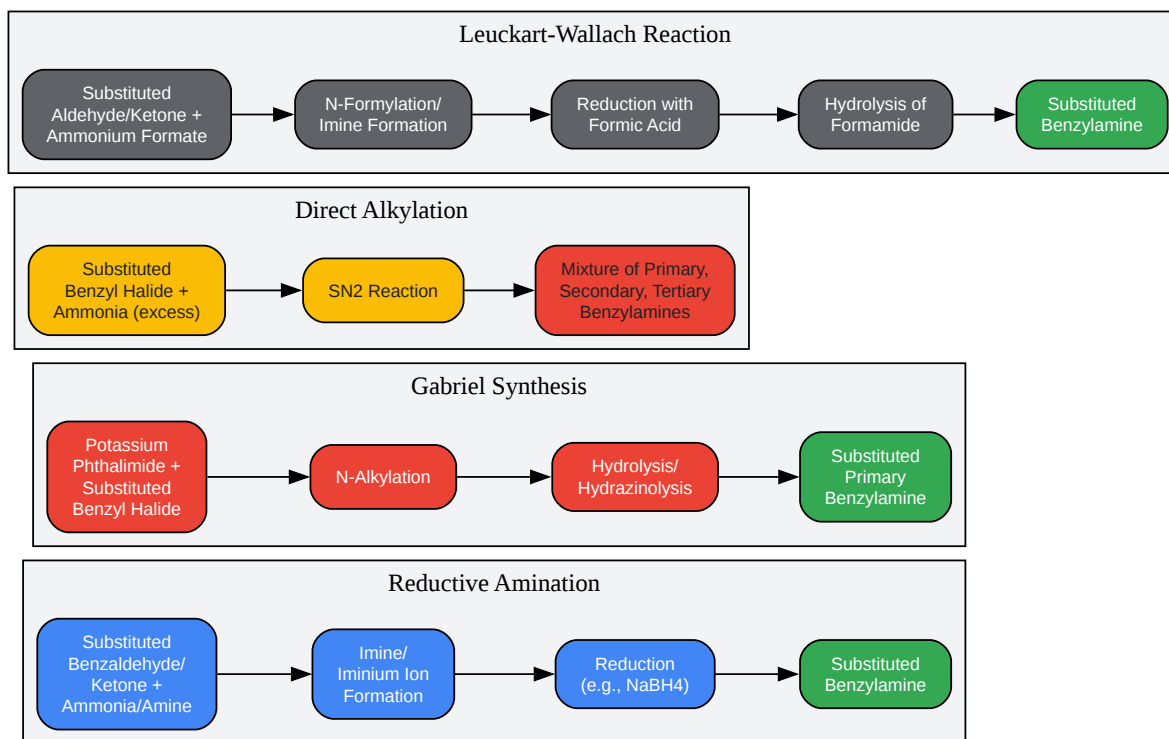 Leuckart-Wallach Reaction
Substituted
Aldehyde/Ketone +
Ammonium Formate
N-Formylation/
Imine Formation
Reduction with
Formic Acid
Hydrolysis of
Formamide
Substituted
Benzylamine
Direct Alkylation
Substituted
Benzyl Halide +
Ammonia (excess)
SN2 Reaction
Mixture of Primary,
Secondary, Tertiary
Benzylamines
Gabriel Synthesis
Potassium
Phthalimide +
Substituted
Benzyl Halide
N-Alkylation
Hydrolysis/
Hydrazinolysis
Substituted
Primary
Benzylamine
Reductive Amination
Substituted
Benzaldehyde/
Ketone +
Ammonia/Amine
Imine/
Iminium Ion
Formation
Reduction
(e.g., NaBH4)
Substituted
Benzylamine